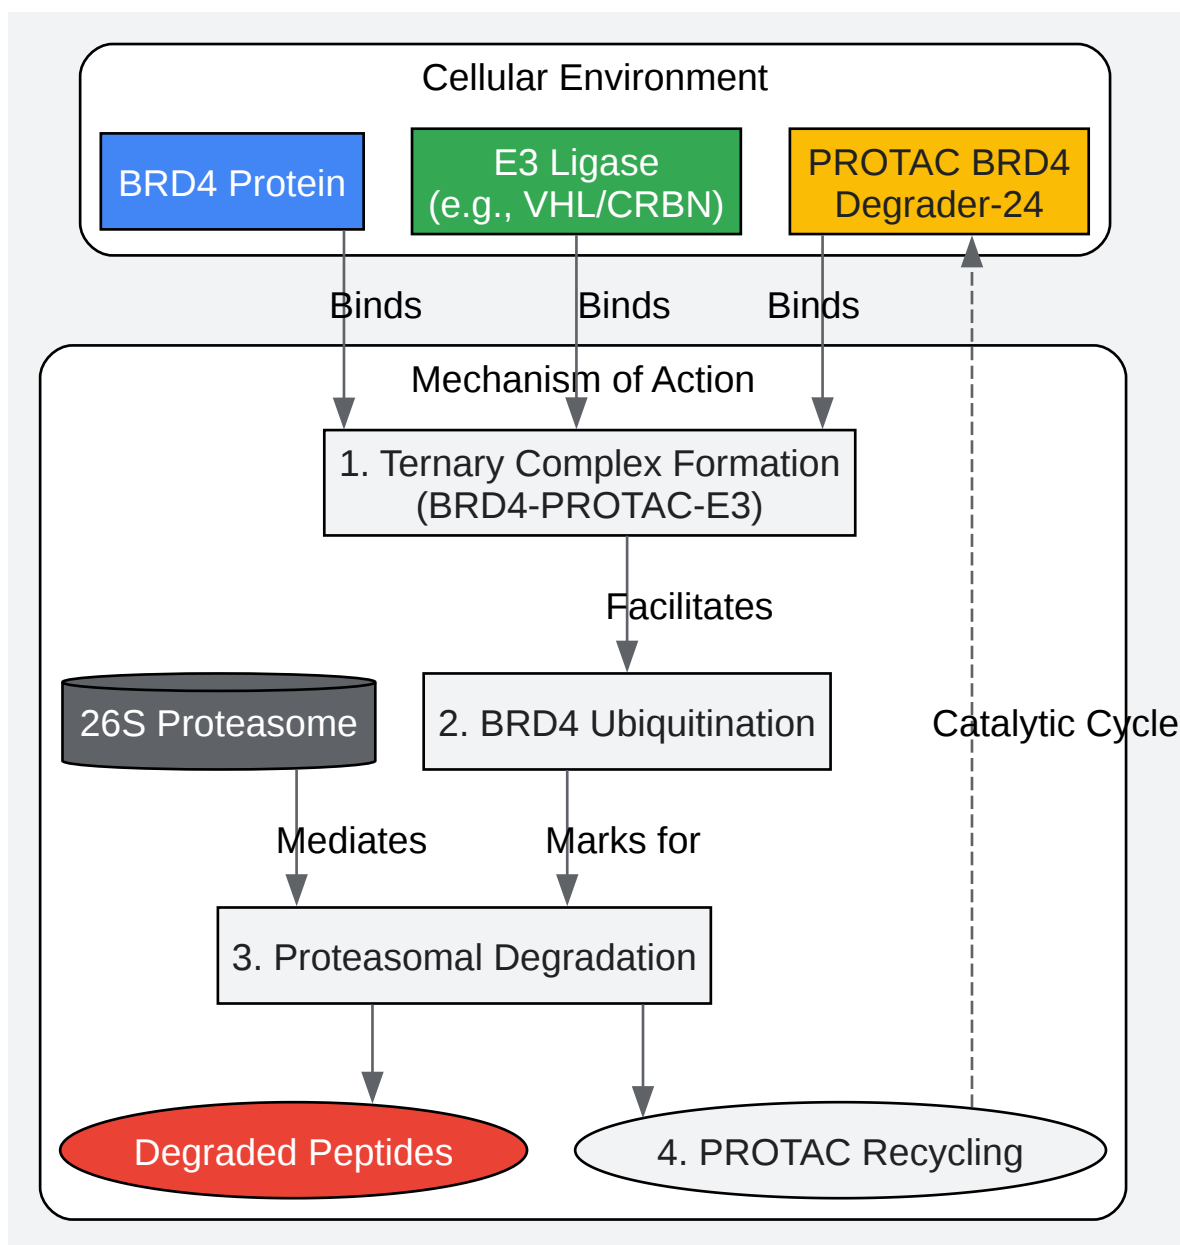 Cellular Environment
BRD4 Protein
E3 Ligase
(e.g., VHL/CRBN)
PROTAC BRD4
Degrader-24
Binds
Binds
Binds
Mechanism of Action
1. Ternary Complex Formation
(BRD4-PROTAC-E3)
Facilitates
26S Proteasome
2. BRD4 Ubiquitination
Catalytic Cycle
Mediates
Marks for
3. Proteasomal Degradation
Degraded Peptides
4. PROTAC Recycling